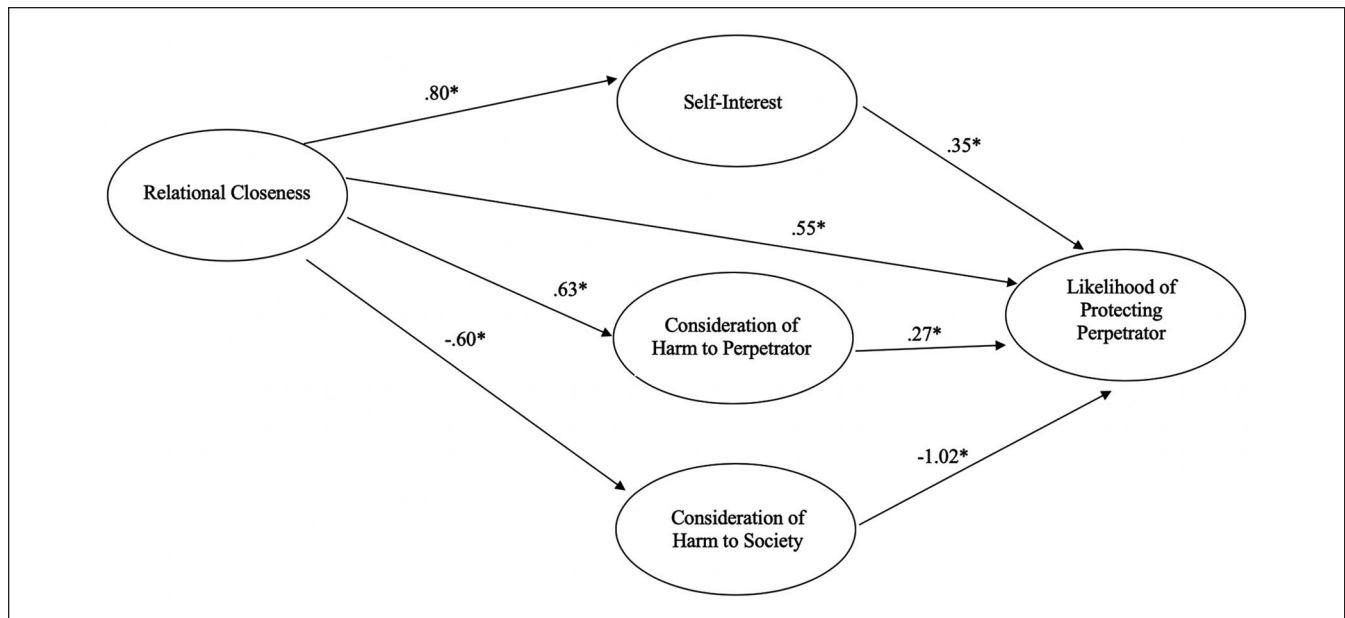 .80*
Self-Interest
.35*
Relational Closeness
.55*
.63*
Likelihood of
Protecting
Perpetrator
Consideration of
Harm to Perpetrator
.27*
-.60*
-1.02*
Consideration of
Harm to Society